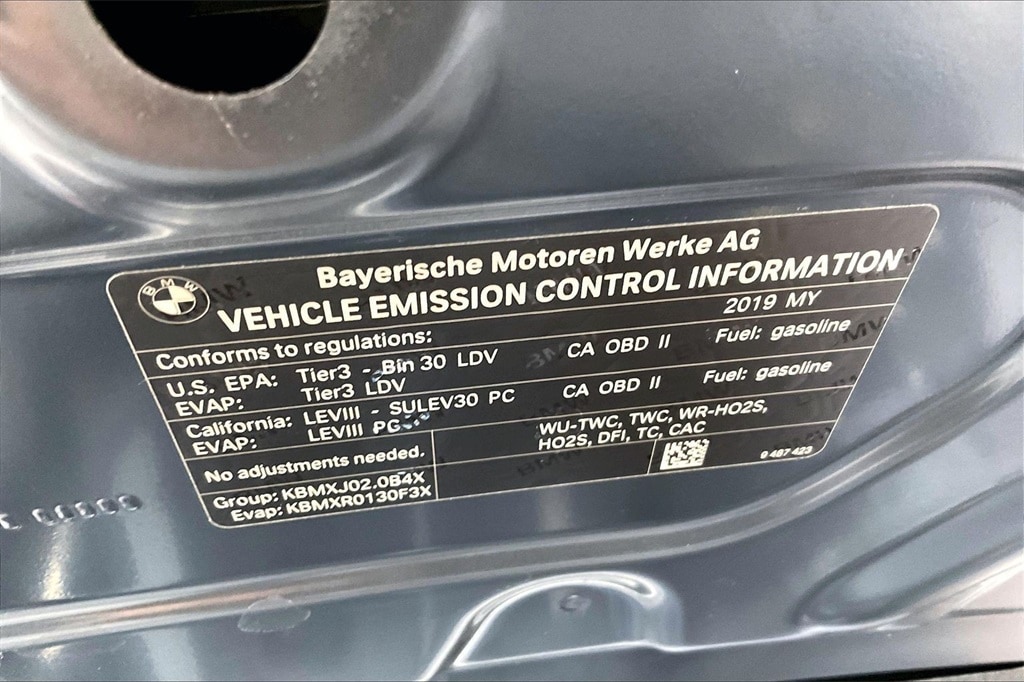 BMW
Bayerische Motoren Werke AG
VEHICLE EMISSION CONTROL INFORMATION
Conforms to regulations: 2019 MY
U.S. EPA: Tier3 - Bin 30 LDV CA OBD II Fuel: gasoline
EVAP: Tier3 LDV
California: LEVIII - SULEV30 PC CA OBD II Fuel: gasoline
EVAP: LEVIII PC
No adjustments needed. WU-TWC, TWC, WR-HO2S,
HO2S, DFI, TC, CAC
Group: KBMXJ02.0B4X
Evap: KBMXR0130F3X
9 487 423